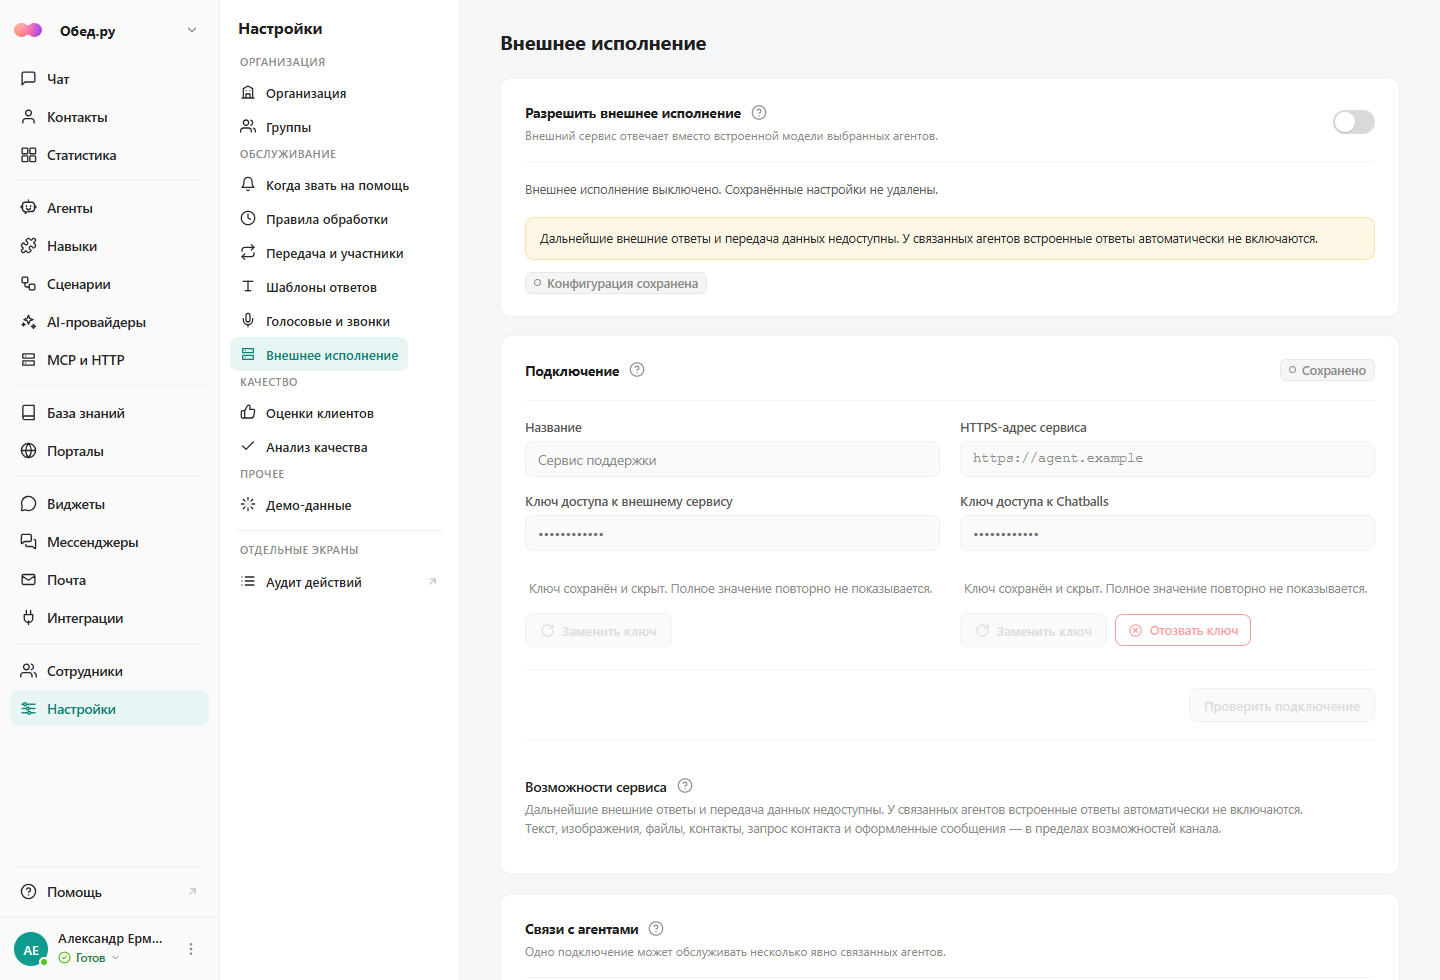 Обед.ру
Чат
Контакты
Статистика
Агенты
Навыки
Сценарии
AI-провайдеры
MCP и HTTP
База знаний
Порталы
Виджеты
Мессенджеры
Почта
Интеграции
Сотрудники
Настройки
Помощь
AE
Александр Ерм...
Готов
Настройки
ОРГАНИЗАЦИЯ
Организация
Группы
ОБСЛУЖИВАНИЕ
Когда звать на помощь
Правила обработки
Передача и участники
Шаблоны ответов
Голосовые и звонки
Внешнее исполнение
КАЧЕСТВО
Оценки клиентов
Анализ качества
ПРОЧЕЕ
Демо-данные
ОТДЕЛЬНЫЕ ЭКРАНЫ
Аудит действий
Внешнее исполнение
Разрешить внешнее исполнение
Внешний сервис отвечает вместо встроенной модели выбранных агентов.
Внешнее исполнение выключено. Сохранённые настройки не удалены.
Дальнейшие внешние ответы и передача данных недоступны. У связанных агентов встроенные ответы автоматически не включаются.
Конфигурация сохранена
Подключение
Сохранено
Название
HTTPS-адрес сервиса
Сервис поддержки
https://agent.example
Ключ доступа к внешнему сервису
Ключ доступа к Chatballs
••••••••••••
••••••••••••
Ключ сохранён и скрыт. Полное значение повторно не показывается.
Ключ сохранён и скрыт. Полное значение повторно не показывается.
Заменить ключ
Заменить ключ
Отозвать ключ
Проверить подключение
Возможности сервиса
Дальнейшие внешние ответы и передача данных недоступны. У связанных агентов встроенные ответы автоматически не включаются.
Текст, изображения, файлы, контакты, запрос контакта и оформленные сообщения — в пределах возможностей канала.
Связи с агентами
Одно подключение может обслуживать несколько явно связанных агентов.